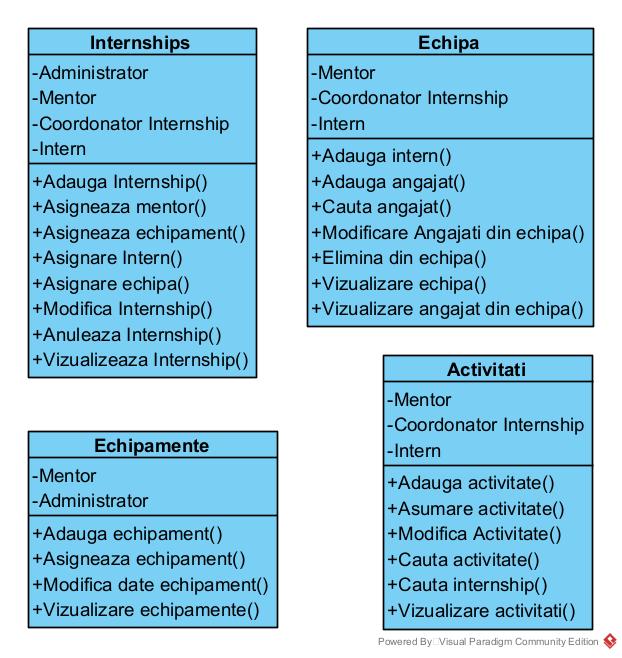 Internships
-Administrator
-Mentor
-Coordonator Internship
-Intern
+Adauga Internship()
+Asigneaza mentor()
+Asigneaza echipament()
+Asignare Intern()
+Asignare echipa()
+Modifica Internship()
+Anuleaza Internship()
+Vizualizeaza Internship()
Echipa
-Mentor
-Coordonator Internship
-Intern
+Adauga intern()
+Adauga angajat()
+Cauta angajat()
+Modificare Angajati din echipa()
+Elimina din echipa()
+Vizualizare echipa()
+Vizualizare angajat din echipa()
Echipamente
-Mentor
-Administrator
+Adauga echipament()
+Asigneaza echipament()
+Modifica date echipament()
+Vizualizare echipamente()
Activitati
-Mentor
-Coordonator Internship
-Intern
+Adauga activitate()
+Asumare activitate()
+Modifica Activitate()
+Cauta activitate()
+Cauta internship()
+Vizualizare activitati()
Powered By Visual Paradigm Community Edition